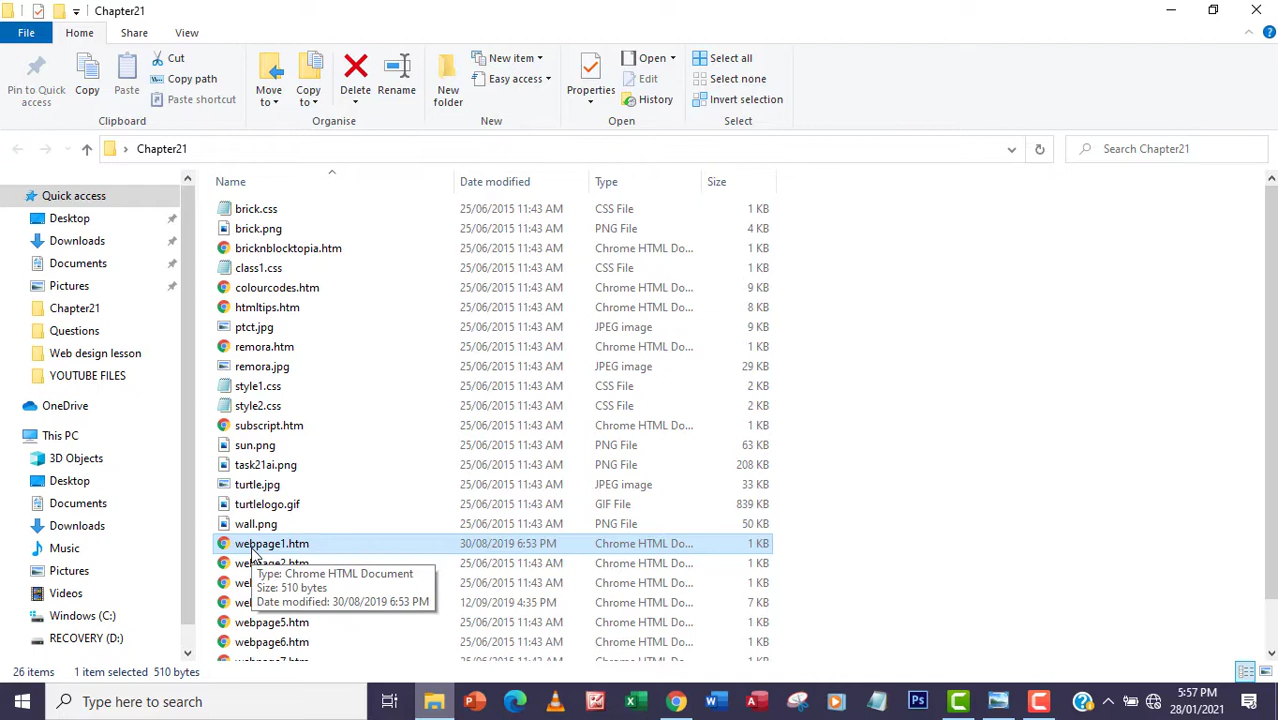 Chapter21
File Home Share View
Pin to Quick access
Copy
Paste
Cut
Copy path
Paste shortcut
Clipboard
Move to
Copy to
Delete
Rename
Organise
New folder
New item
Easy access
New
Properties
Open
Edit
History
Open
Select all
Select none
Invert selection
Select
Chapter21
Search Chapter21
Quick access
Desktop
Downloads
Documents
Pictures
Chapter21
Questions
Web design lesson
YOUTUBE FILES
OneDrive
This PC
3D Objects
Desktop
Documents
Downloads
Music
Pictures
Videos
Windows (C:)
RECOVERY (D:)
Name Date modified Type Size
brick.css 25/06/2015 11:43 AM CSS File 1 KB
brick.png 25/06/2015 11:43 AM PNG File 4 KB
bricknblocktopia.htm 25/06/2015 11:43 AM Chrome HTML Do... 1 KB
class1.css 25/06/2015 11:43 AM CSS File 1 KB
colourcodes.htm 25/06/2015 11:43 AM Chrome HTML Do... 9 KB
htmltips.htm 25/06/2015 11:43 AM Chrome HTML Do... 8 KB
ptct.jpg 25/06/2015 11:43 AM JPEG image 9 KB
remora.htm 25/06/2015 11:43 AM Chrome HTML Do... 1 KB
remora.jpg 25/06/2015 11:43 AM JPEG image 29 KB
style1.css 25/06/2015 11:43 AM CSS File 2 KB
style2.css 25/06/2015 11:43 AM CSS File 2 KB
subscript.htm 25/06/2015 11:43 AM Chrome HTML Do... 1 KB
sun.png 25/06/2015 11:43 AM PNG File 1 KB
task21ai.png 25/06/2015 11:43 AM PNG File 208 KB
turtle.jpg 25/06/2015 11:43 AM JPEG image 3 KB
turtlelogo.gif 25/06/2015 11:43 AM GIF File 839 KB
wall.png 25/06/2015 11:43 AM PNG File 50 KB
webpage1.htm 30/08/2019 6:53 PM Chrome HTML Do... 1 KB
webpage2.htm 25/06/2015 11:43 AM Chrome HTML Do... 1 KB
Type: Chrome HTML Document
Size: 510 bytes
Date modified: 30/08/2019 6:53 PM
25/06/2015 11:43 AM Chrome HTML Do... 1 KB
12/09/2019 4:35 PM Chrome HTML Do... 7 KB
webpage5.htm 25/06/2015 11:43 AM Chrome HTML Do... 1 KB
webpage6.htm 25/06/2015 11:43 AM Chrome HTML Do... 1 KB
26 items 1 item selected 510 bytes
Type here to search
5:57 PM
28/01/2021